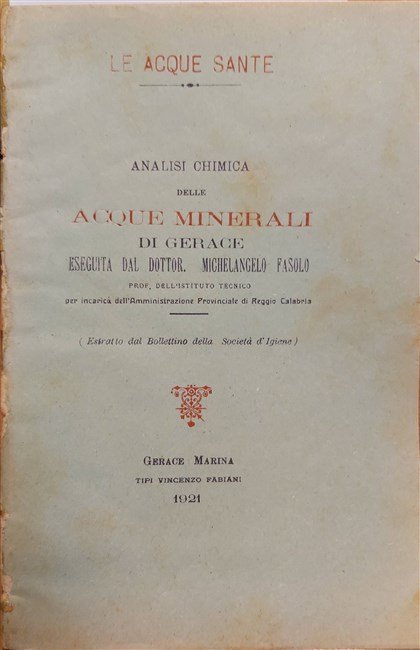 LE ACQUE SANTE
ANALISI CHIMICA
DELLE
ACQUE MINERALI
DI GERACE
ESEGUITA DAL DOTTOR. MICHELANGELO FASOLO
PROF. DELL'ISTITUTO TECNICO
per incarica dell'Amministrazione Provinciale di Reggio Calabria
(Estratto dal Bollettino della Società d'Igiene)
GERACE MARINA
TIPI VINCENZO FABIANI
1921